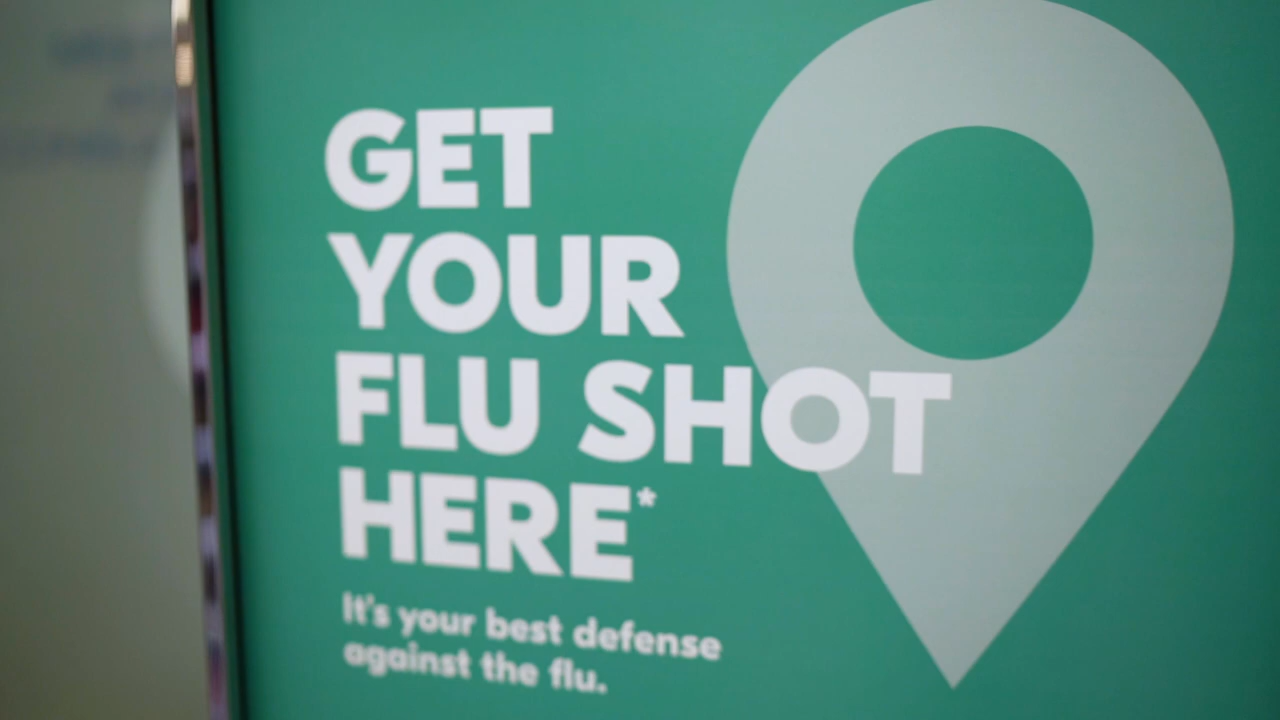 GET
YOUR
FLU SHOT
HERE*
It's your best defense
against the flu.